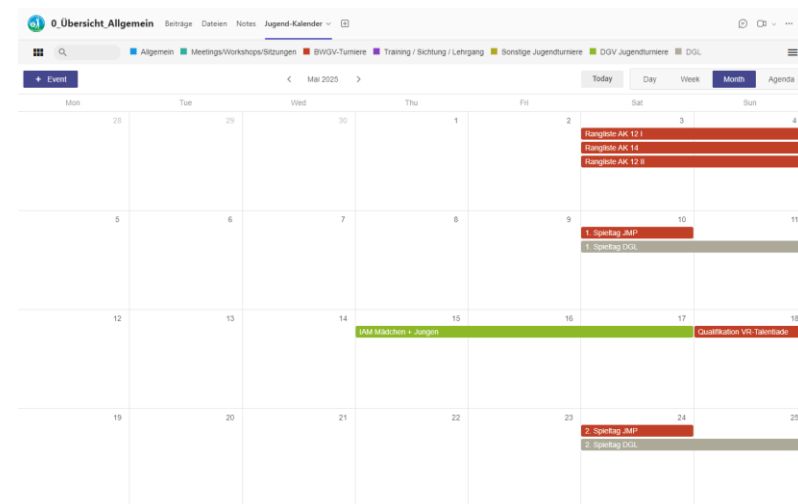 0_Übersicht_Allgemein Beiträge Dateien Notes Jugend-Kalender
Allgemein Meetings/Workshops/Sitzungen BWGV-Turniere Training / Sichtung / Lehrgang Sonstige Jugendturniere DGV Jugendturniere DGL
+ Event Mai 2025 Today Day Week Month Agenda
Mon Tue Wed Thu Fri Sat Sun
28 29 30 1 2 3 4
Rangliste AK 12 I
Rangliste AK 14
Rangliste AK 12 II
5 6 7 8 9 10 11
1. Spieltag JMP
1. Spieltag DGL
12 13 14 15 16 17 18
IAM Mädchen + Jungen Qualifikation VR-Talentiade
19 20 21 22 23 24 25
2. Spieltag JMP
2. Spieltag DGL